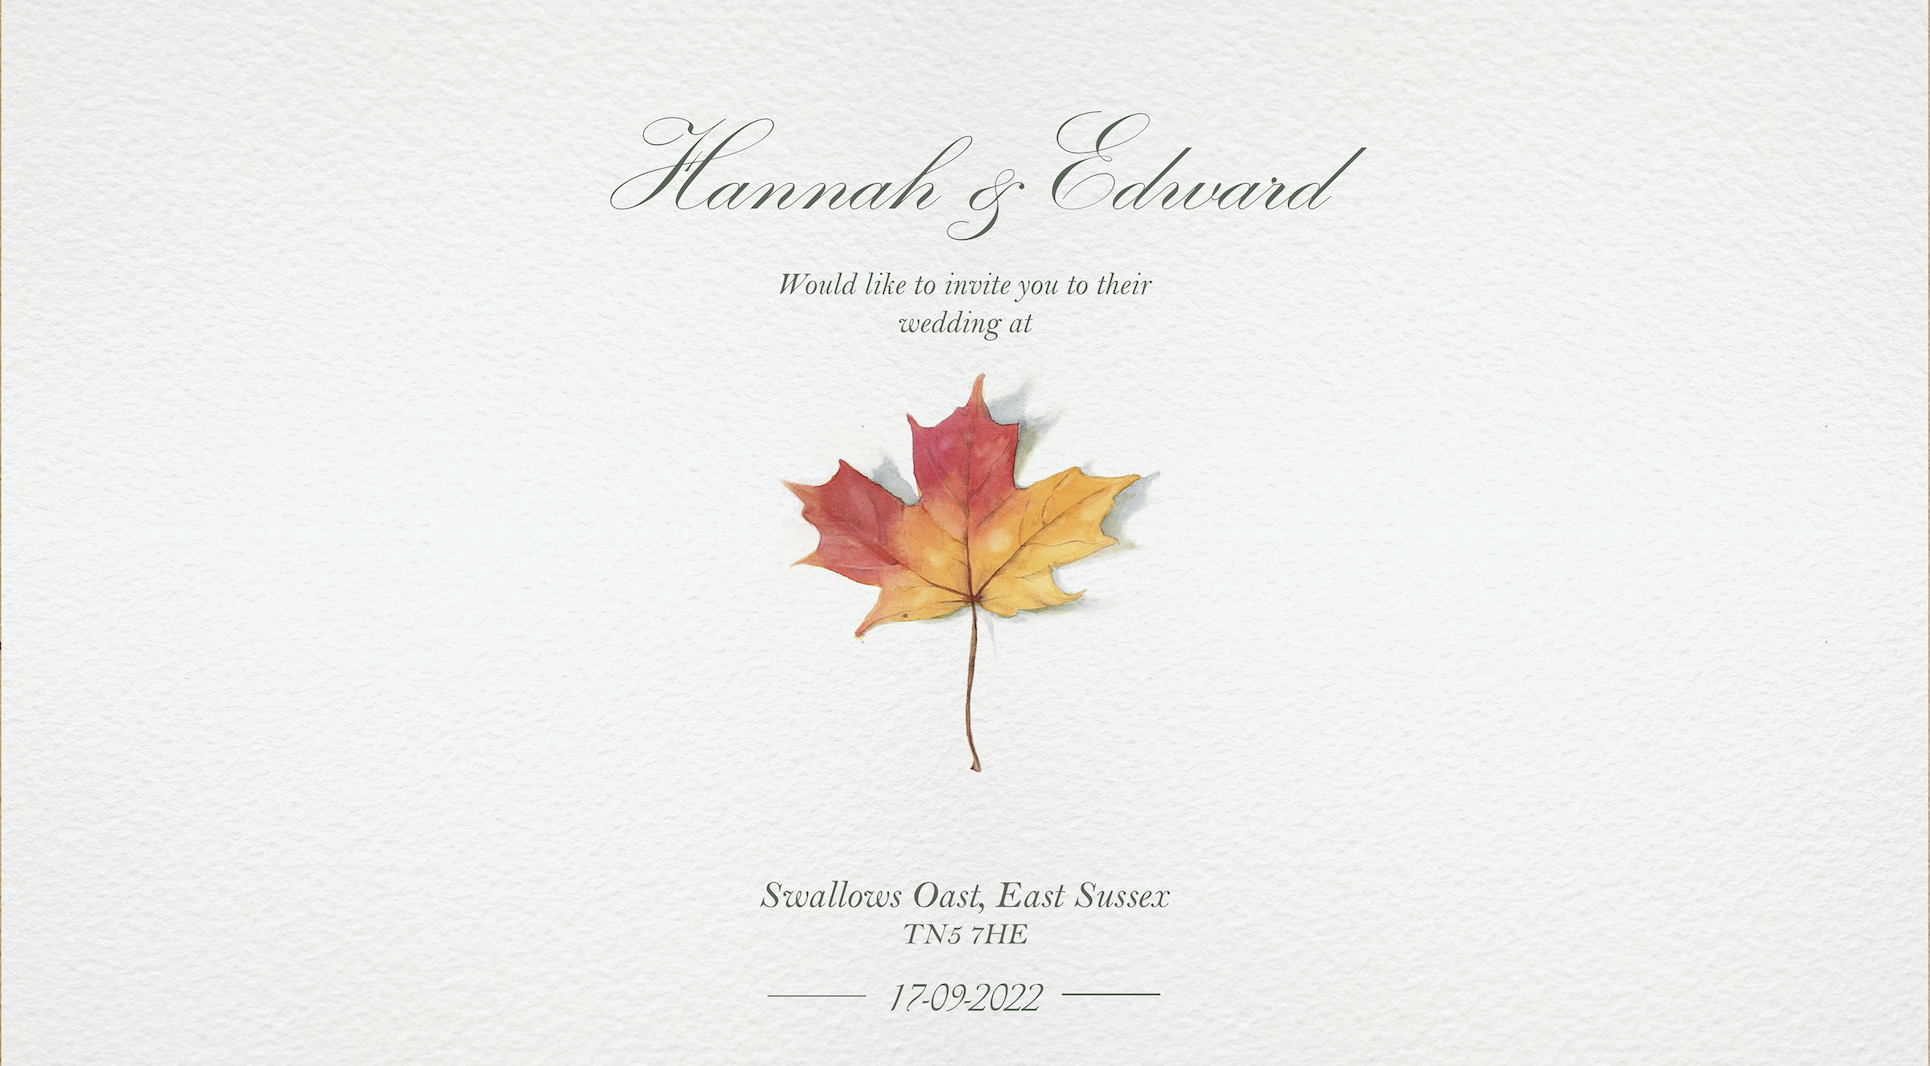 Hannah & Edward
Would like to invite you to their
wedding at
Swallows Oast, East Sussex
TN5 7HE
17-09-2022